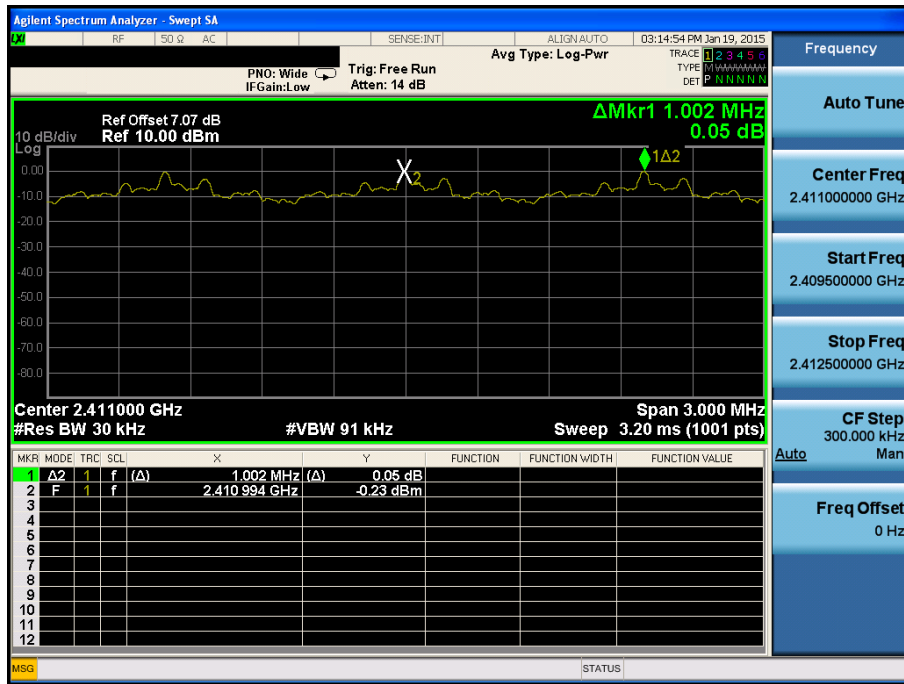 Agilent Spectrum Analyzer - Swept SA
LXI RF 50 Ω AC SENSE:INT ALIGN AUTO 03:14:54 PM Jan 19, 2015
Frequency
Avg Type: Log-Pwr TRACE 1 2 3 4 5 6
PNO: Wide Trig: Free Run TYPE MWWWWW
IFGain:Low Atten: 14 dB DET P N N N N N
Auto Tune
ΔMkr1 1.002 MHz
Ref Offset 7.07 dB
10 dB/div Ref 10.00 dBm 0.05 dB
Log
1Δ2
0.00
2
-10.0
-20.0
-30.0
-40.0
-50.0
-60.0
-70.0
-80.0
Center 2.411000 GHz Span 3.000 MHz
#Res BW 30 kHz #VBW 91 kHz Sweep 3.20 ms (1001 pts)
MKR MODE TRC SCL X Y FUNCTION FUNCTION WIDTH FUNCTION VALUE
1 Δ2 1 f (Δ) 1.002 MHz (Δ) 0.05 dB
2 F 1 f 2.410 994 GHz -0.23 dBm
3
4
5
6
7
8
9
10
11
12
Center Freq
2.411000000 GHz
Start Freq
2.409500000 GHz
Stop Freq
2.412500000 GHz
CF Step
300.000 kHz
Auto Man
Freq Offset
0 Hz
MSG STATUS